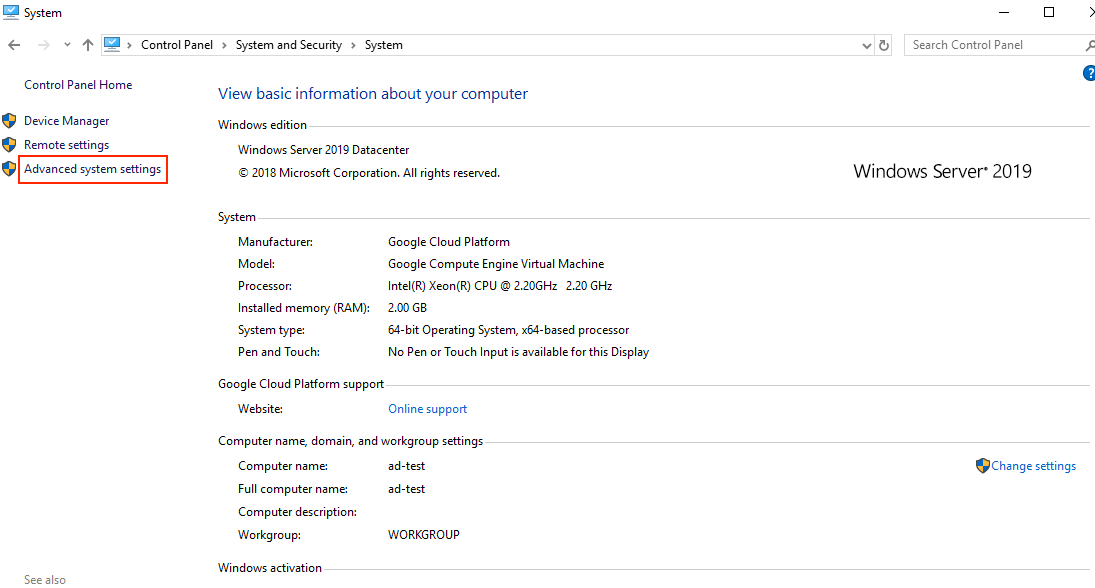 System
Control Panel > System and Security > System
Search Control Panel
Control Panel Home
Device Manager
Remote settings
Advanced system settings
See also
View basic information about your computer
Windows edition
Windows Server 2019 Datacenter
© 2018 Microsoft Corporation. All rights reserved.
Windows Server® 2019
System
Manufacturer: Google Cloud Platform
Model: Google Compute Engine Virtual Machine
Processor: Intel(R) Xeon(R) CPU @ 2.20GHz 2.20 GHz
Installed memory (RAM): 2.00 GB
System type: 64-bit Operating System, x64-based processor
Pen and Touch: No Pen or Touch Input is available for this Display
Google Cloud Platform support
Website: Online support
Computer name, domain, and workgroup settings
Computer name: ad-test
Change settings
Full computer name: ad-test
Computer description:
Workgroup: WORKGROUP
Windows activation